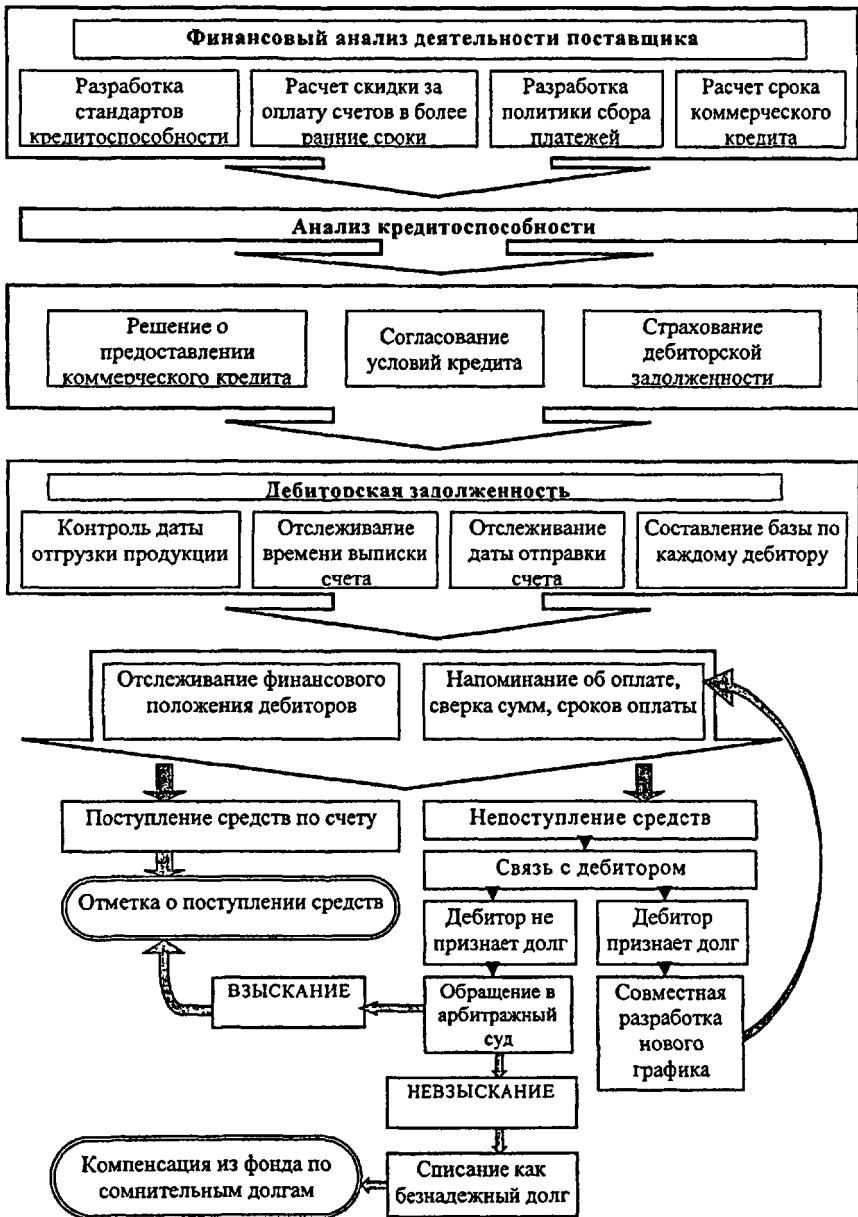 Финансовый анализ деятельности поставщика
Разработка
стандартов
кредитоспособности
Расчет скидки за
оплату счетов в более
ранние сроки
Разработка
политики сбора
платежей
Расчет срока
коммерческого
кредита
Анализ кредитоспособности
Решение о
предоставлении
коммерческого кредита
Согласование
условий кредита
Страхование
дебиторской
задолженности
Дебиторская задолженность
Контроль даты
отгрузки продукции
Отслеживание
времени выписки
счета
Отслеживание
даты отправки
счета
Составление базы по
каждому дебитору
Отслеживание финансового
положения дебиторов
Напоминание об оплате,
сверка сумм, сроков оплаты
Поступление средств по счету
Непоступление средств
Связь с дебитором
Отметка о поступлении средств
Дебитор не
признает долг
Дебитор
признает долг
ВЗЫСКАНИЕ
Обращение в
арбитражный
суд
Совместная
разработка
нового
графика
НЕВЗЫСКАНИЕ
Компенсация из фонда по
сомнительным долгам
Списание как
безнадежный долг